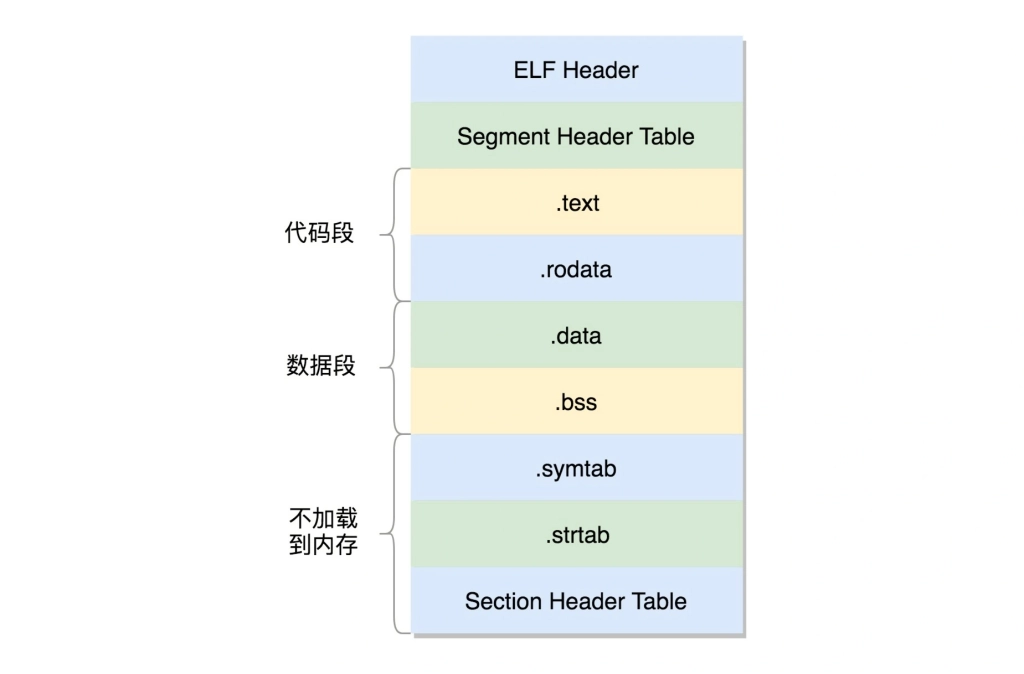 ELF Header
Segment Header Table
.text
代码段
.rodata
.data
数据段
.bss
.symtab
不加载
到内存
.strtab
Section Header Table